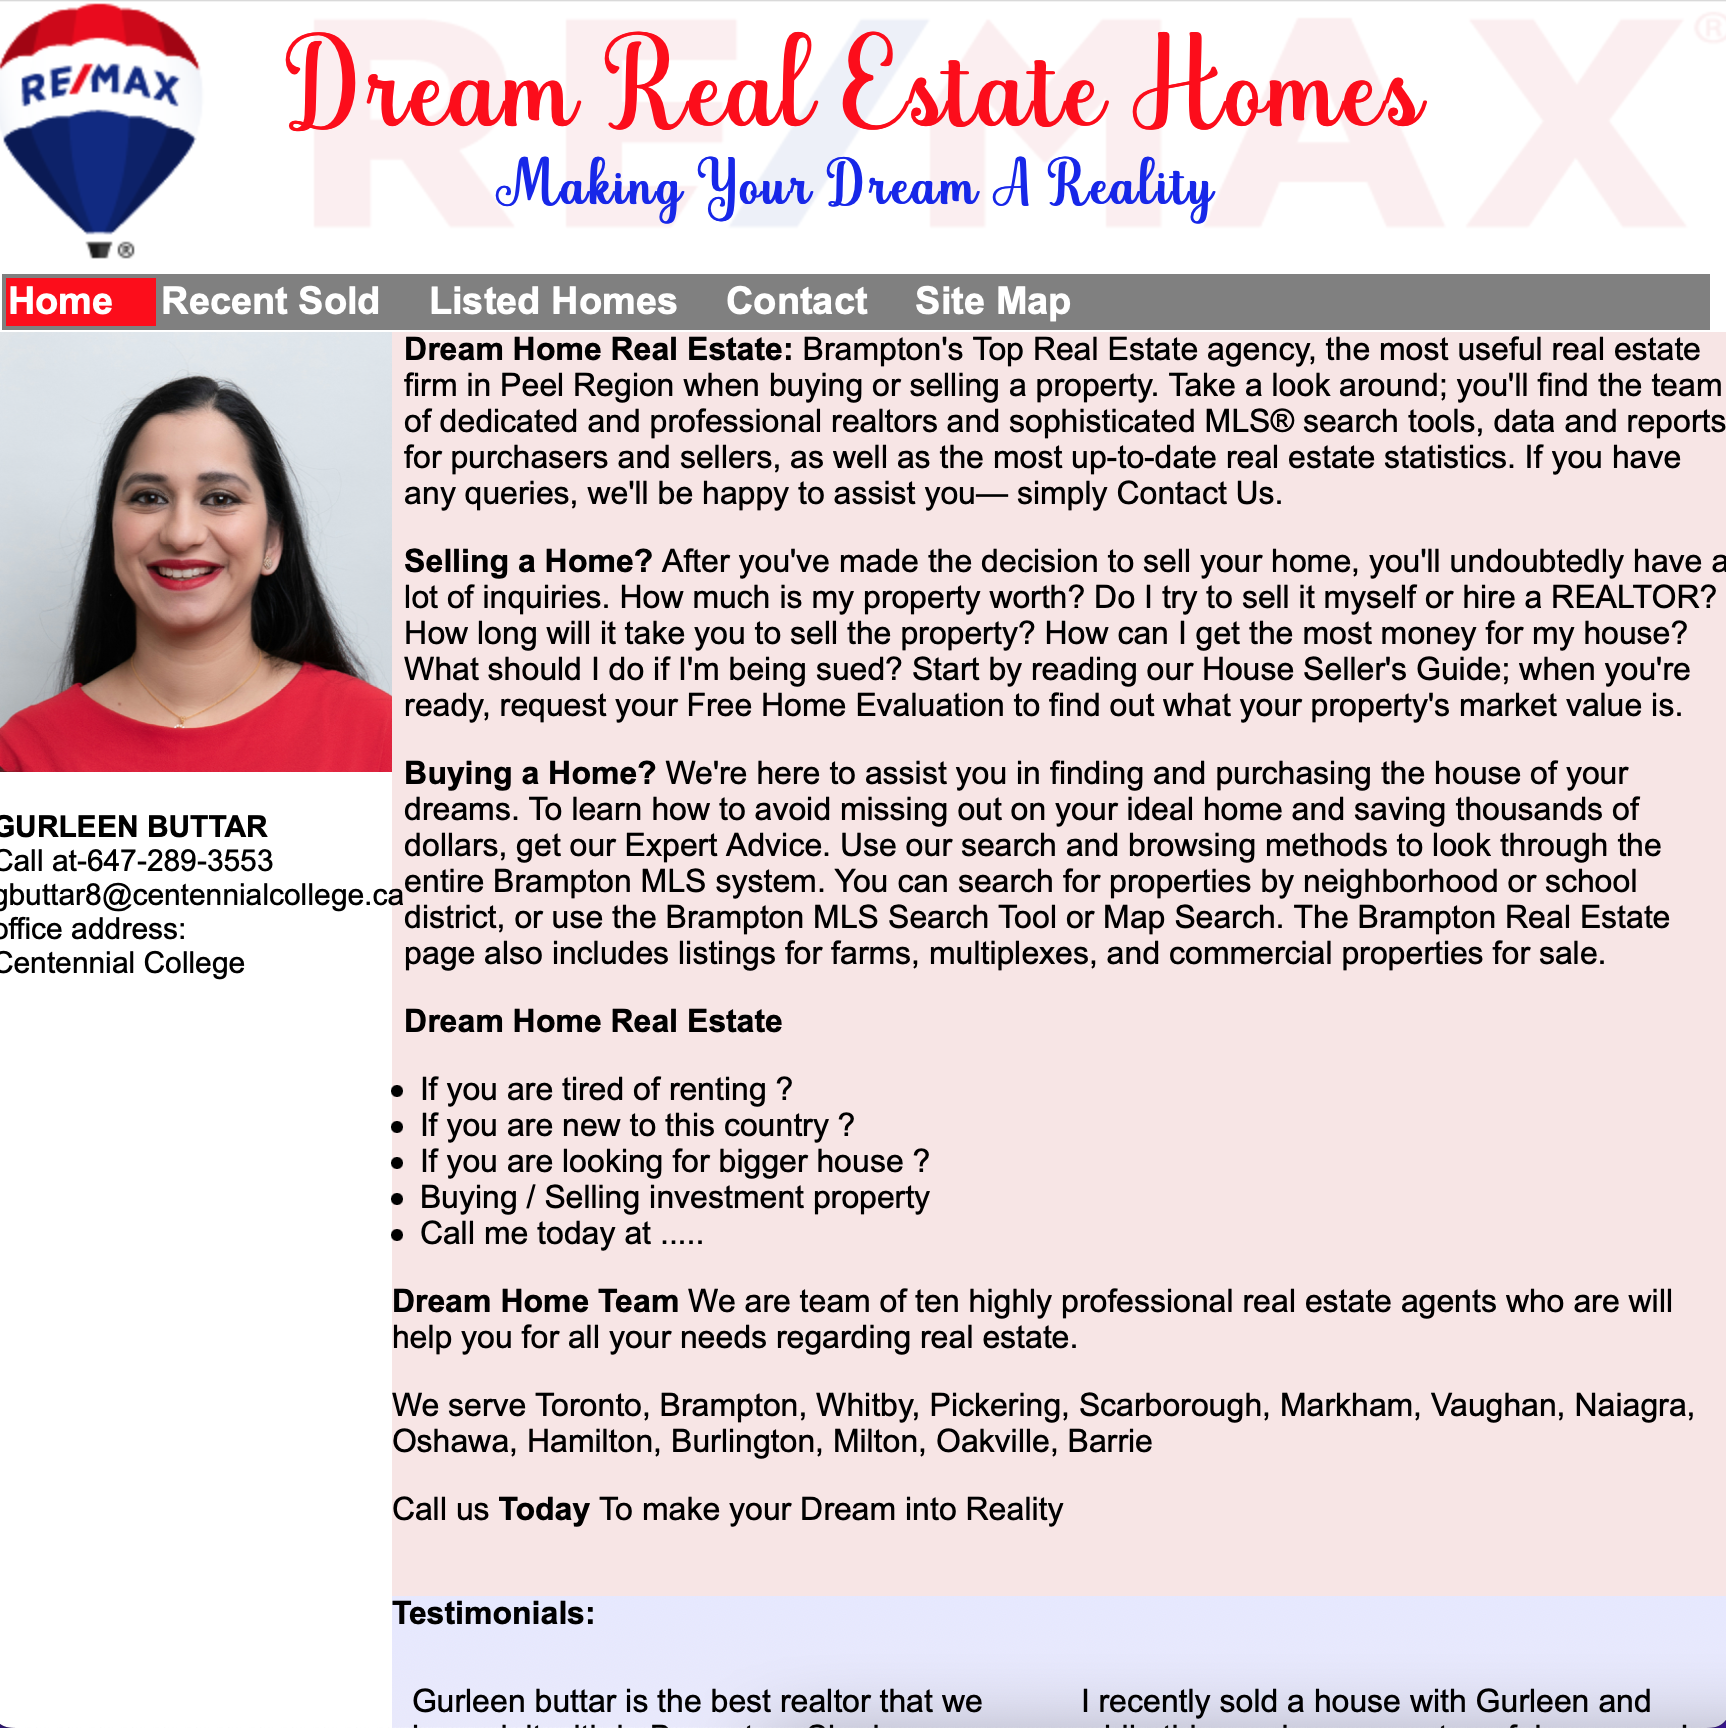 RE/MAX
®
RE/MAX
®
Dream Real Estate Homes
Making Your Dream A Reality
Home Recent Sold Listed Homes Contact Site Map
GURLEEN BUTTAR
Call at-647-289-3553
gbuttar8@centennialcollege.ca
office address:
Centennial College
Dream Home Real Estate: Brampton's Top Real Estate agency, the most useful real estate
firm in Peel Region when buying or selling a property. Take a look around; you'll find the team
of dedicated and professional realtors and sophisticated MLS® search tools, data and reports
for purchasers and sellers, as well as the most up-to-date real estate statistics. If you have
any queries, we'll be happy to assist you— simply Contact Us.
Selling a Home? After you've made the decision to sell your home, you'll undoubtedly have a
lot of inquiries. How much is my property worth? Do I try to sell it myself or hire a REALTOR?
How long will it take you to sell the property? How can I get the most money for my house?
What should I do if I'm being sued? Start by reading our House Seller's Guide; when you're
ready, request your Free Home Evaluation to find out what your property's market value is.
Buying a Home? We're here to assist you in finding and purchasing the house of your
dreams. To learn how to avoid missing out on your ideal home and saving thousands of
dollars, get our Expert Advice. Use our search and browsing methods to look through the
entire Brampton MLS system. You can search for properties by neighborhood or school
district, or use the Brampton MLS Search Tool or Map Search. The Brampton Real Estate
page also includes listings for farms, multiplexes, and commercial properties for sale.
Dream Home Real Estate
• If you are tired of renting ?
• If you are new to this country ?
• If you are looking for bigger house ?
• Buying / Selling investment property
• Call me today at .....
Dream Home Team We are team of ten highly professional real estate agents who are will
help you for all your needs regarding real estate.
We serve Toronto, Brampton, Whitby, Pickering, Scarborough, Markham, Vaughan, Naiagra,
Oshawa, Hamilton, Burlington, Milton, Oakville, Barrie
Call us Today To make your Dream into Reality
Testimonials:
Gurleen buttar is the best realtor that we
I recently sold a house with Gurleen and